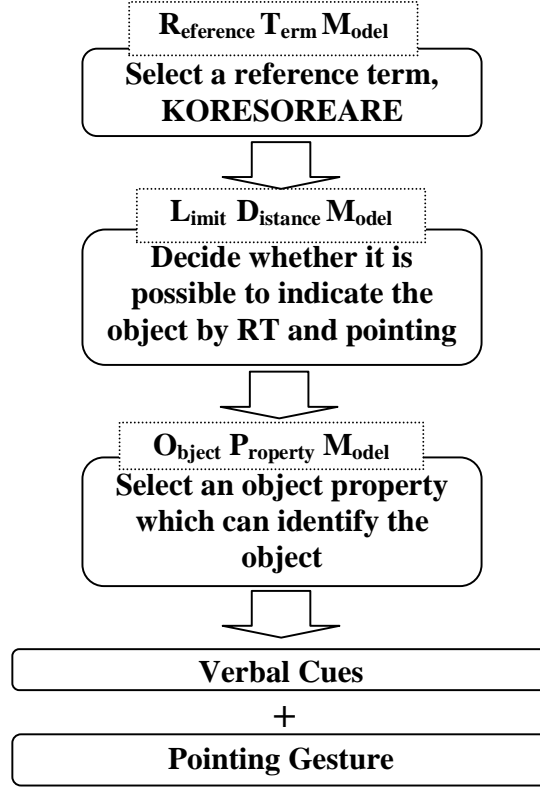 Reference Term Model
Select a reference term,
KORESOREARE
Limit Distance Model
Decide whether it is
possible to indicate the
object by RT and pointing
Object Property Model
Select an object property
which can identify the
object
Verbal Cues
+
Pointing Gesture